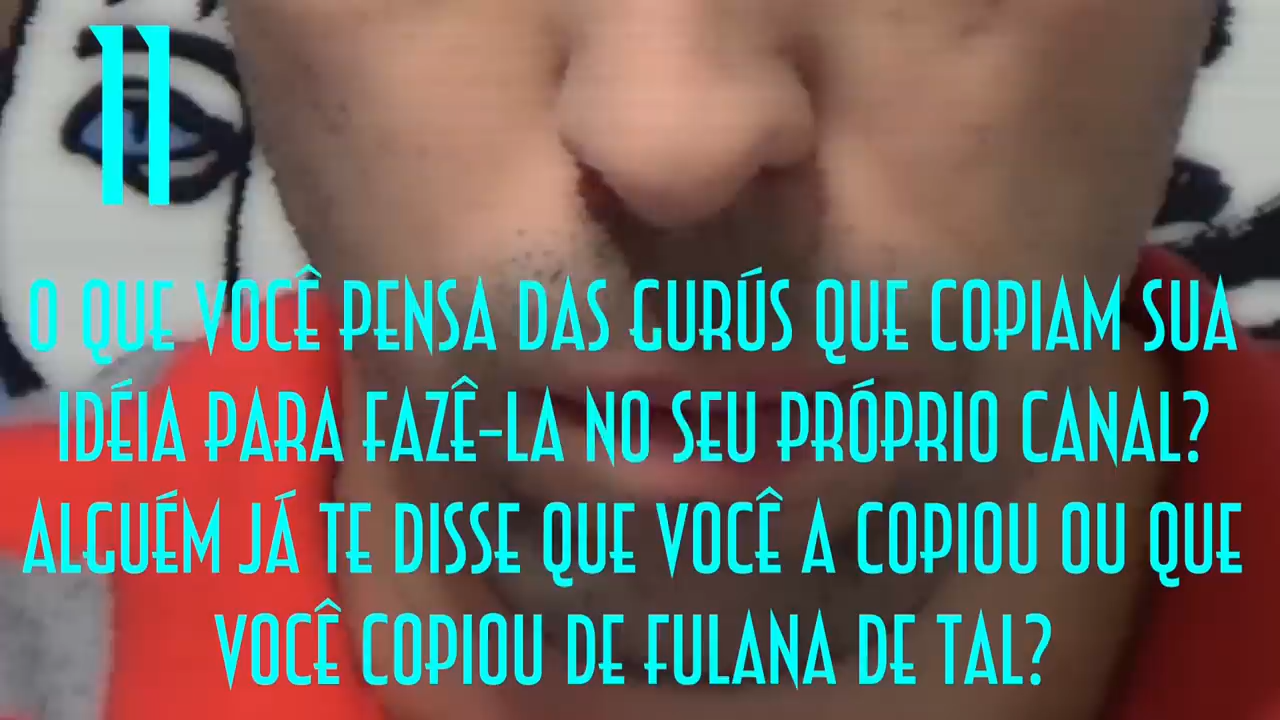 11
O QUE VOCÊ PENSA DAS GURÚS QUE COPIAM SUA
IDÉIA PARA FAZÊ-LA NO SEU PRÓPRIO CANAL?
ALGUÉM JÁ TE DISSE QUE VOCÊ A COPIOU OU QUE
VOCÊ COPIOU DE FULANA DE TAL?